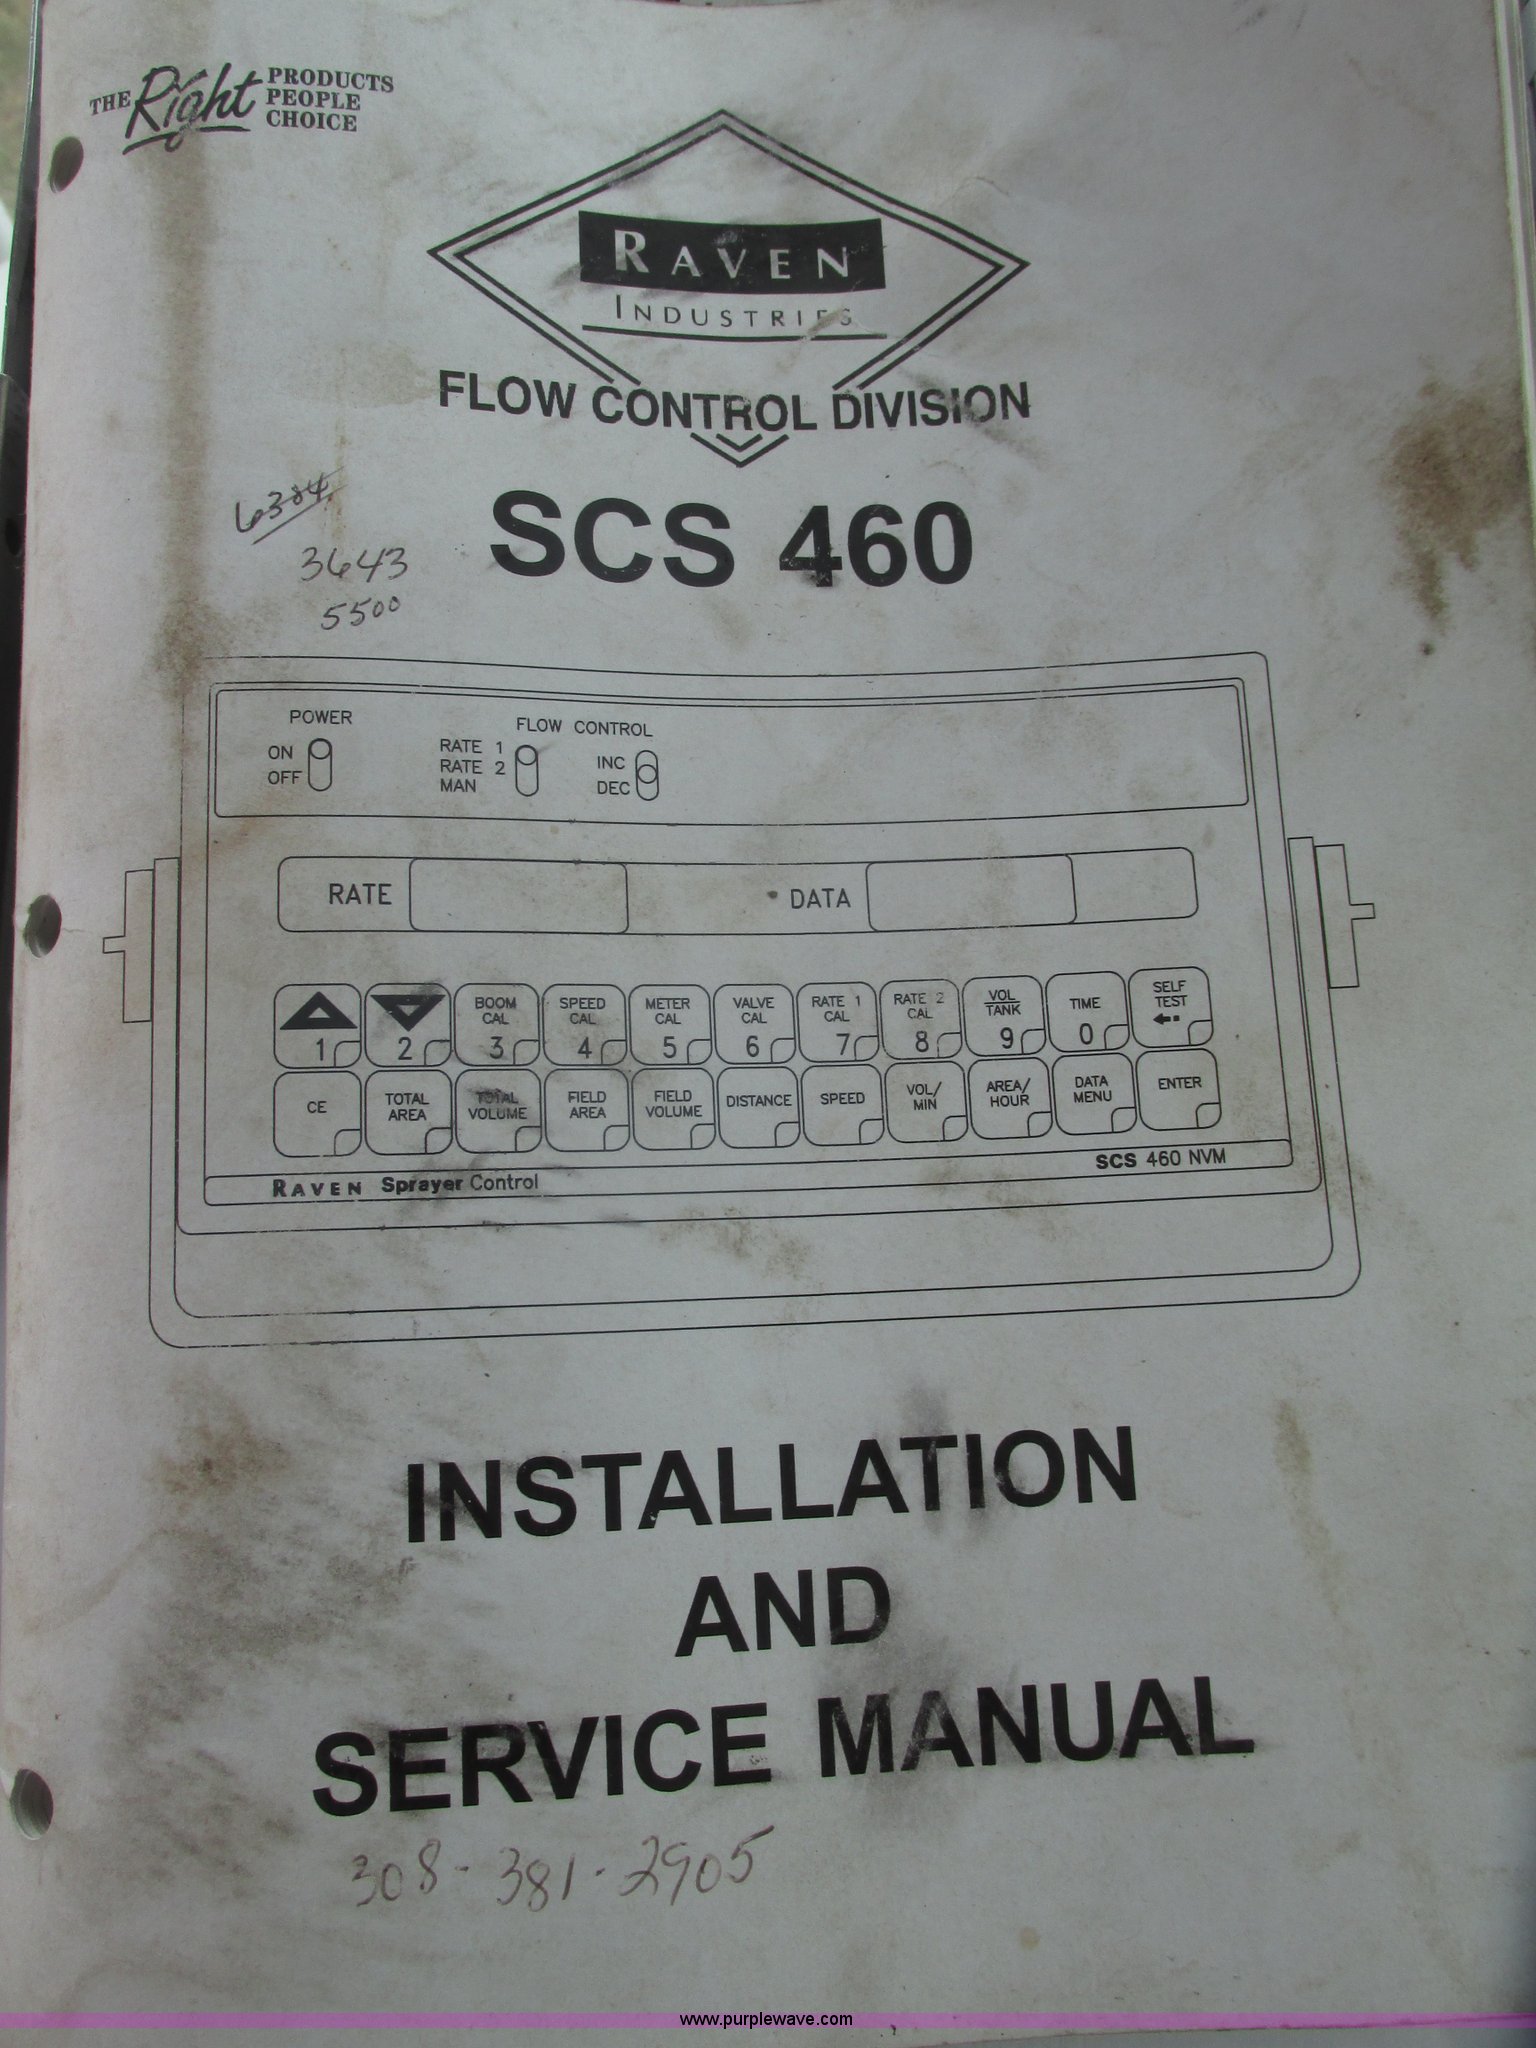 THE Right PRODUCTS
PEOPLE
CHOICE
RAVEN
INDUSTRIES
FLOW CONTROL DIVISION
SCS 460
6384
3643
5500
POWER
ON
OFF
FLOW CONTROL
RATE 1
RATE 2
MAN
INC
DEC
RATE
DATA
1
2
BOOM CAL 3
SPEED CAL 4
METER CAL 5
VALVE CAL 6
RATE 1 CAL 7
RATE 2 CAL 8
VOL TANK 9
TIME 0
SELF TEST
CE
TOTAL AREA
TOTAL VOLUME
FIELD AREA
FIELD VOLUME
DISTANCE
SPEED
VOL/ MIN
AREA/ HOUR
DATA MENU
ENTER
RAVEN Sprayer Control
SCS 460 NVM
INSTALLATION
AND
SERVICE MANUAL
308-381-2905
www.purplewave.com